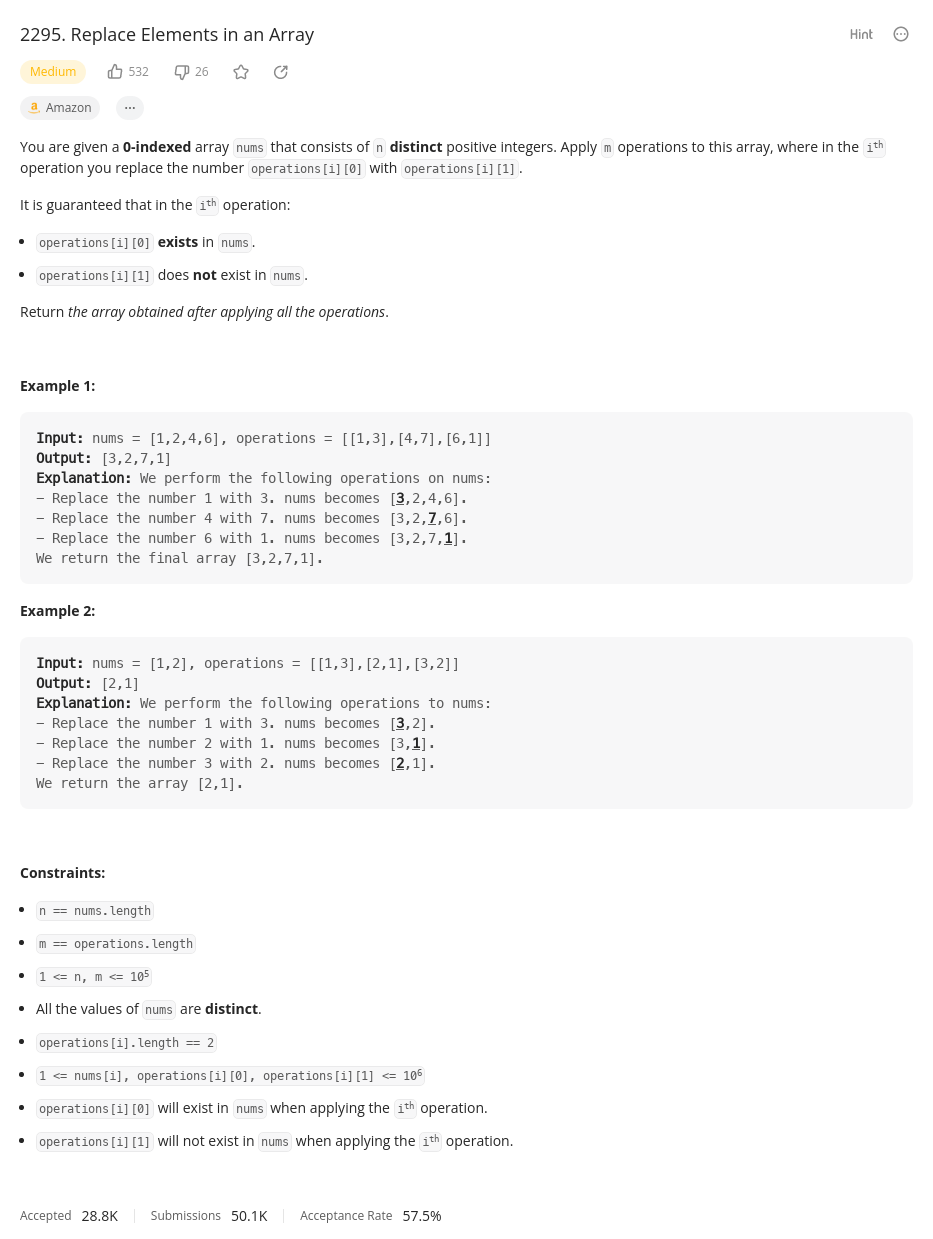 2295. Replace Elements in an Array
Hint
Medium 532 26
Amazon ...
You are given a 0-indexed array nums that consists of n distinct positive integers. Apply m operations to this array, where in the iᵗʰ
operation you replace the number operations[i][0] with operations[i][1].
It is guaranteed that in the iᵗʰ operation:
• operations[i][0] exists in nums.
• operations[i][1] does not exist in nums.
Return the array obtained after applying all the operations.
Example 1:
Input: nums = [1,2,4,6], operations = [[1,3],[4,7],[6,1]]
Output: [3,2,7,1]
Explanation: We perform the following operations on nums:
- Replace the number 1 with 3. nums becomes [3,2,4,6].
- Replace the number 4 with 7. nums becomes [3,2,7,6].
- Replace the number 6 with 1. nums becomes [3,2,7,1].
We return the final array [3,2,7,1].
Example 2:
Input: nums = [1,2], operations = [[1,3],[2,1],[3,2]]
Output: [2,1]
Explanation: We perform the following operations to nums:
- Replace the number 1 with 3. nums becomes [3,2].
- Replace the number 2 with 1. nums becomes [3,1].
- Replace the number 3 with 2. nums becomes [2,1].
We return the array [2,1].
Constraints:
• n == nums.length
• m == operations.length
• 1 <= n, m <= 10⁵
• All the values of nums are distinct.
• operations[i].length == 2
• 1 <= nums[i], operations[i][0], operations[i][1] <= 10⁶
• operations[i][0] will exist in nums when applying the iᵗʰ operation.
• operations[i][1] will not exist in nums when applying the iᵗʰ operation.
Accepted 28.8K Submissions 50.1K Acceptance Rate 57.5%